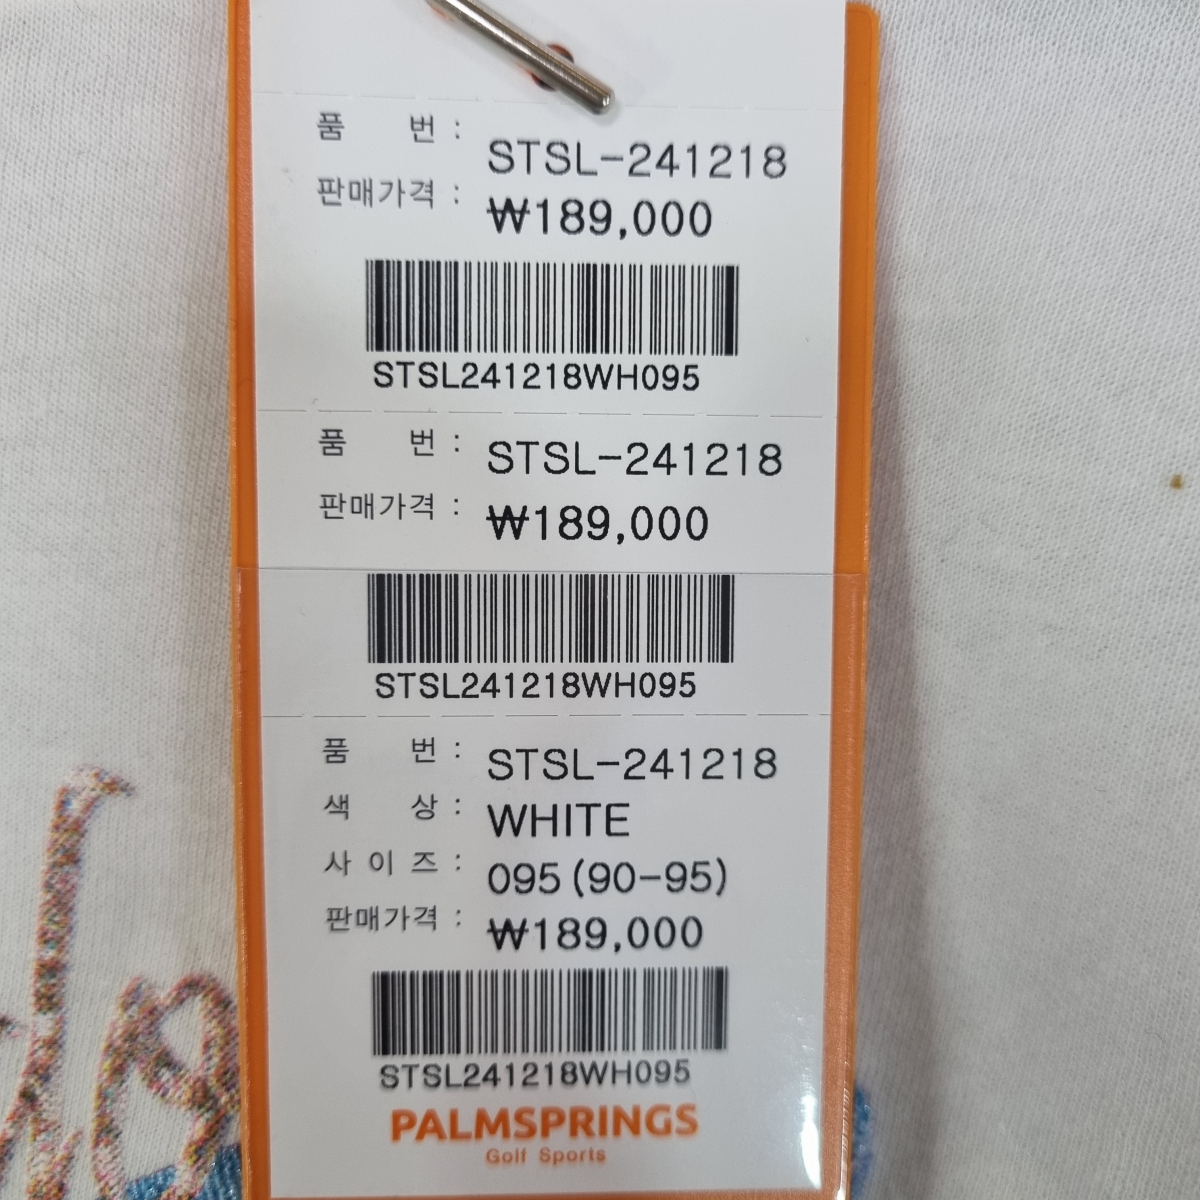 품 번 : STSL-241218
판매가격 : ₩189,000
STSL241218WH095
품 번 : STSL-241218
판매가격 : ₩189,000
STSL241218WH095
품 번 : STSL-241218
색 상 : WHITE
사 이 즈 : 095(90-95)
판매가격 : ₩189,000
STSL241218WH095
PALMSPRINGS
Golf Sports